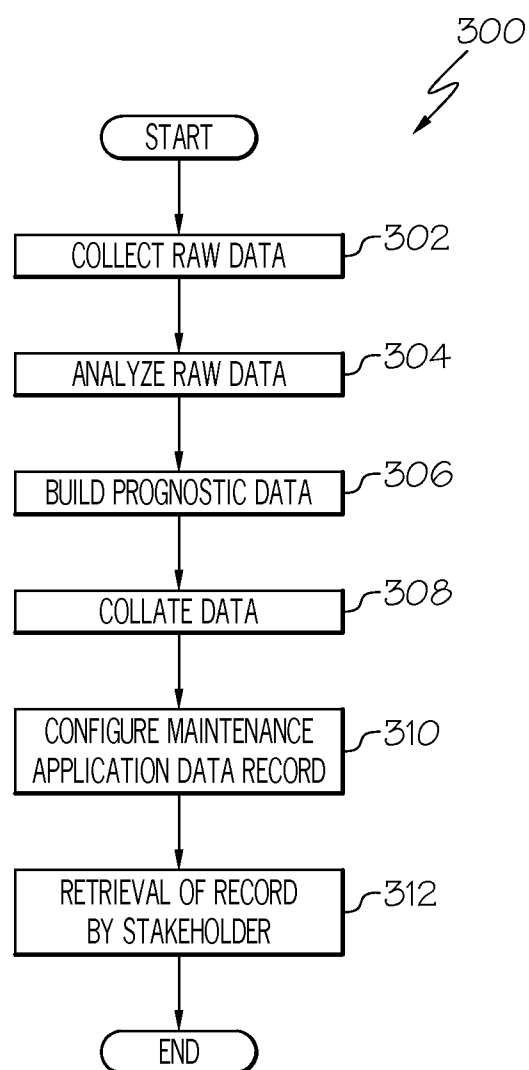 300
START
COLLECT RAW DATA
302
ANALYZE RAW DATA
304
BUILD PROGNOSTIC DATA
306
COLLATE DATA
308
CONFIGURE MAINTENANCE
APPLICATION DATA RECORD
310
RETRIEVAL OF RECORD
BY STAKEHOLDER
312
END